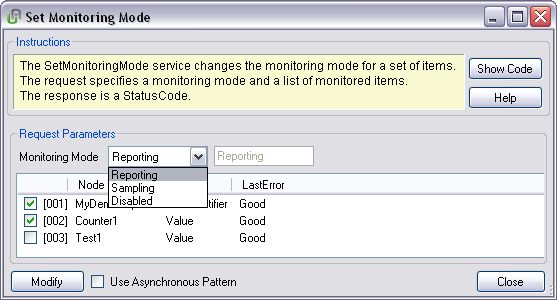 Set Monitoring Mode
Instructions
The SetMonitoringMode service changes the monitoring mode for a set of items.
The request specifies a monitoring mode and a list of monitored items.
The response is a StatusCode.
Show Code
Help
Request Parameters
Monitoring Mode Reporting Reporting
Reporting
Sampling
Disabled
Node LastError
[001] MyDem tifier Good
[002] Counter1 Value Good
[003] Test1 Value Good
Modify Use Asynchronous Pattern Close